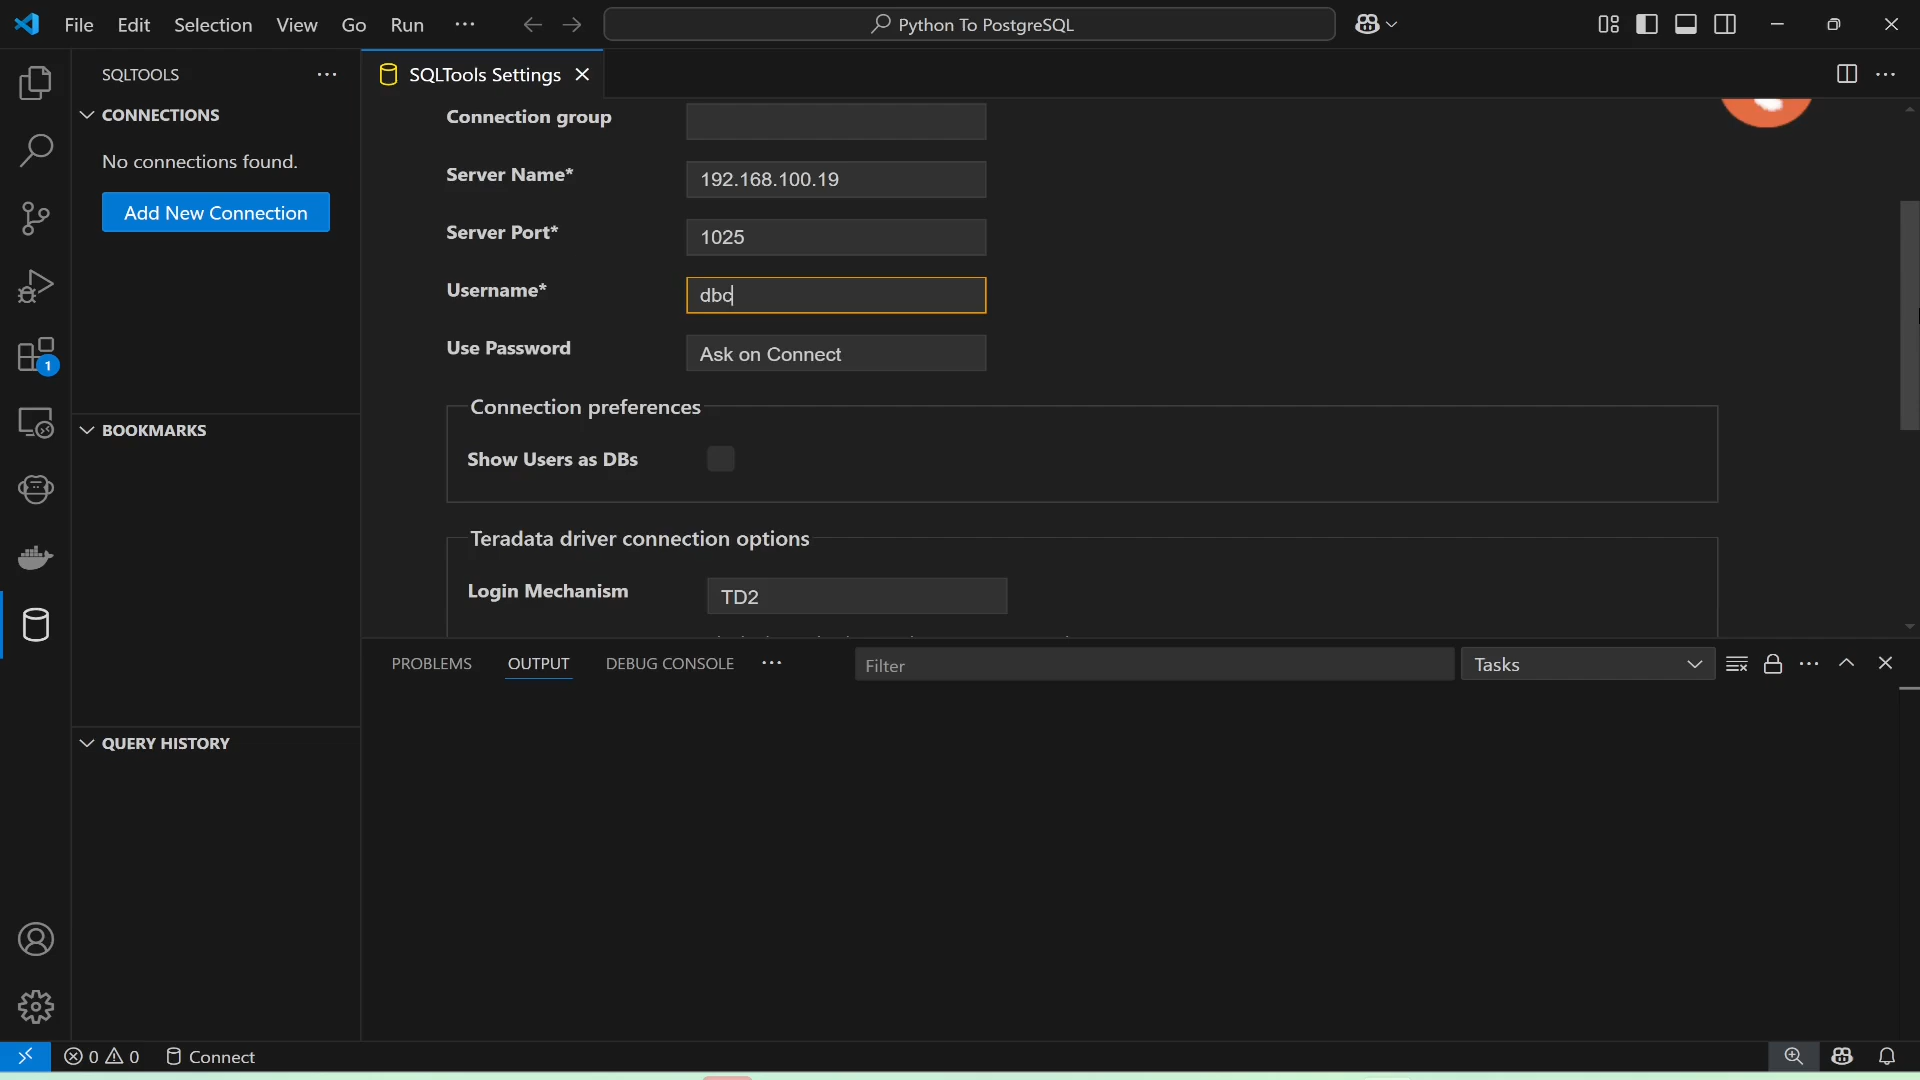 File Edit Selection View Go Run
Python To PostgreSQL
SQLTOOLS
SQLTools Settings
CONNECTIONS
No connections found.
Add New Connection
Connection group
Server Name*
192.168.100.19
Server Port*
1025
Username*
dbc
Use Password
Ask on Connect
Connection preferences
Show Users as DBs
Teradata driver connection options
Login Mechanism
TD2
BOOKMARKS
QUERY HISTORY
PROBLEMS OUTPUT DEBUG CONSOLE
Filter
Tasks
1
0 0 Connect